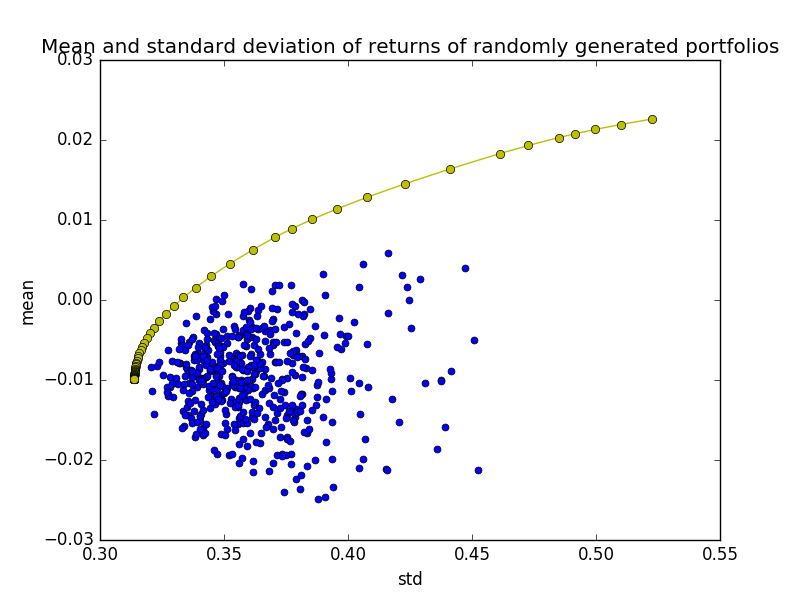 Mean and standard deviation of returns of randomly generated portfolios
0.03
0.02
0.01
0.00
−0.01
−0.02
−0.03
mean
0.30 0.35 0.40 0.45 0.50 0.55
std